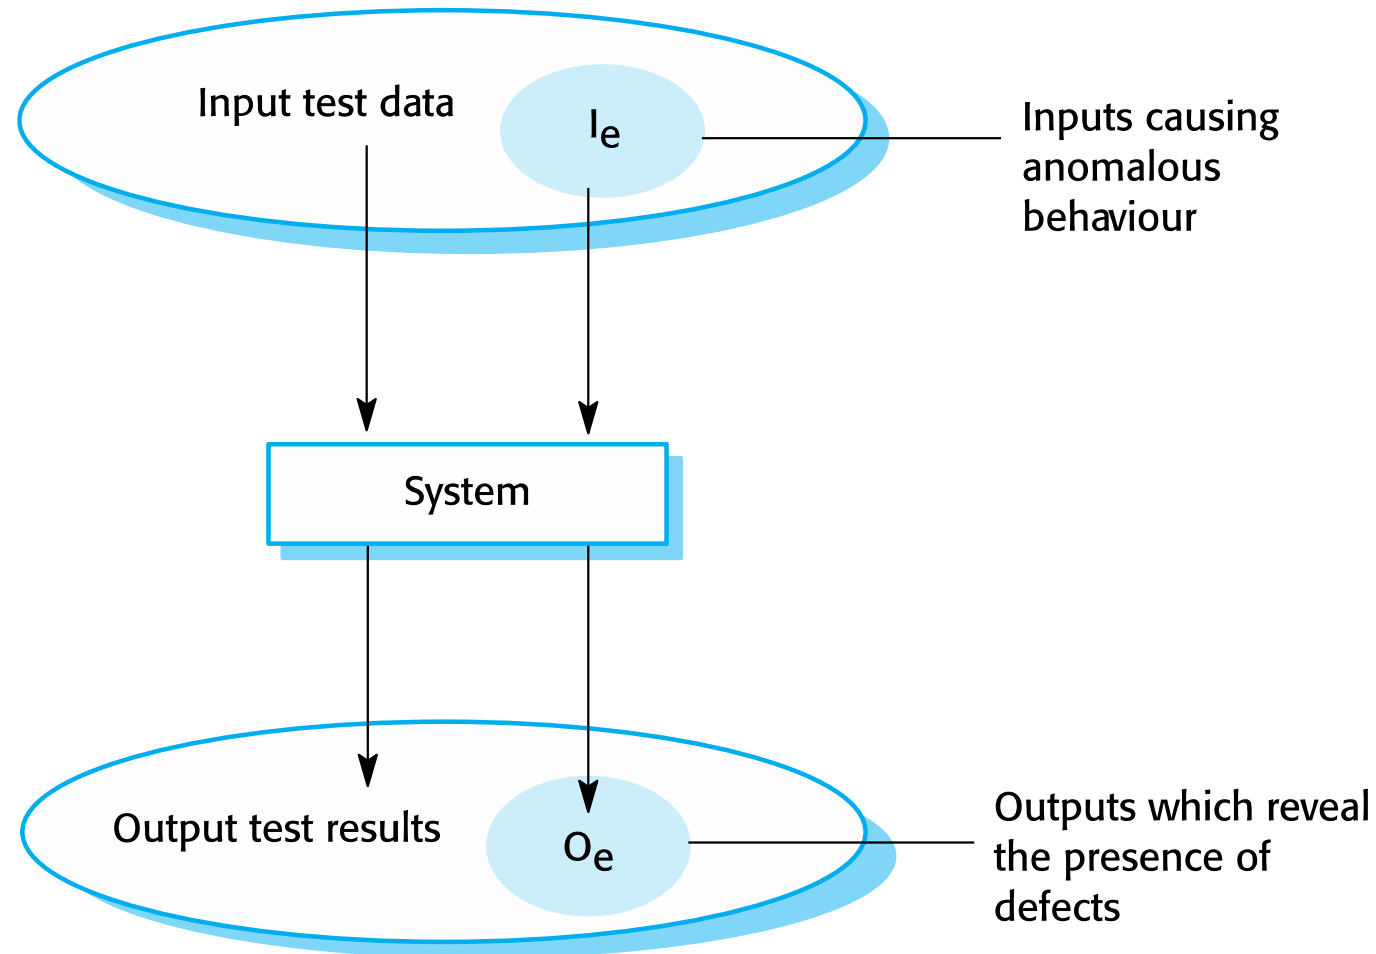 Input test data
Ie
Inputs causing
anomalous
behaviour
System
Output test results
Oe
Outputs which reveal
the presence of
defects